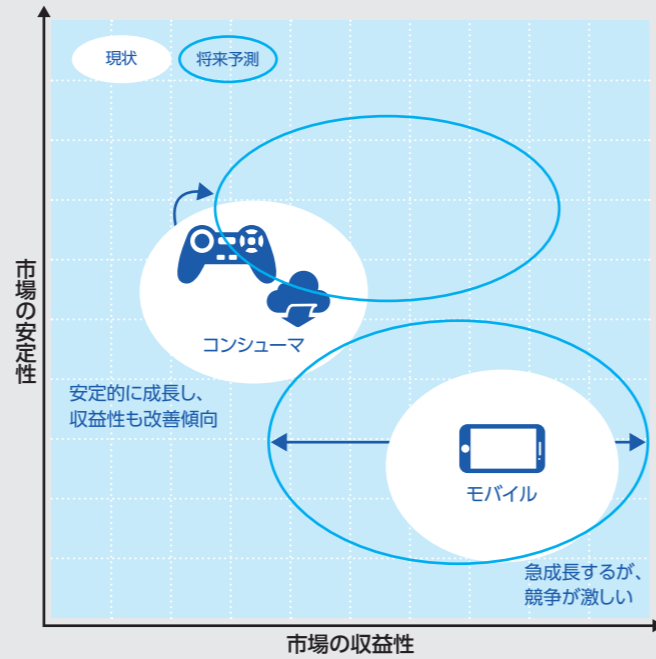 現状
将来予測
市場の安定性
コンシューマ
安定的に成長し、
収益性も改善傾向
モバイル
急成長するが、
競争が激しい
市場の収益性